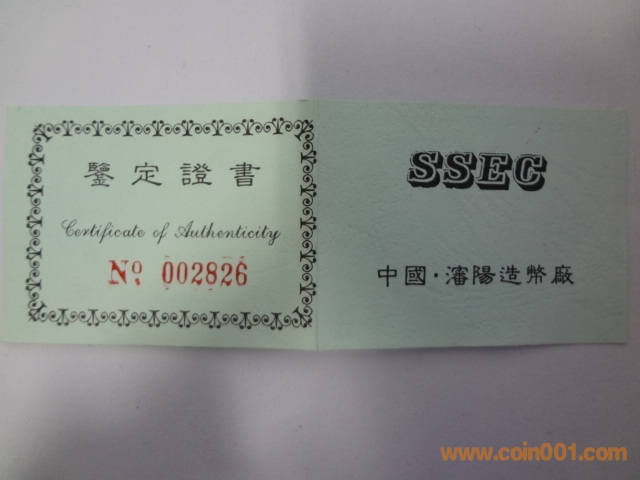 鑒定證書
Certificate of Authenticity
Nº 002826
SSEC
中國·瀋陽造幣廠
www.coin001.com